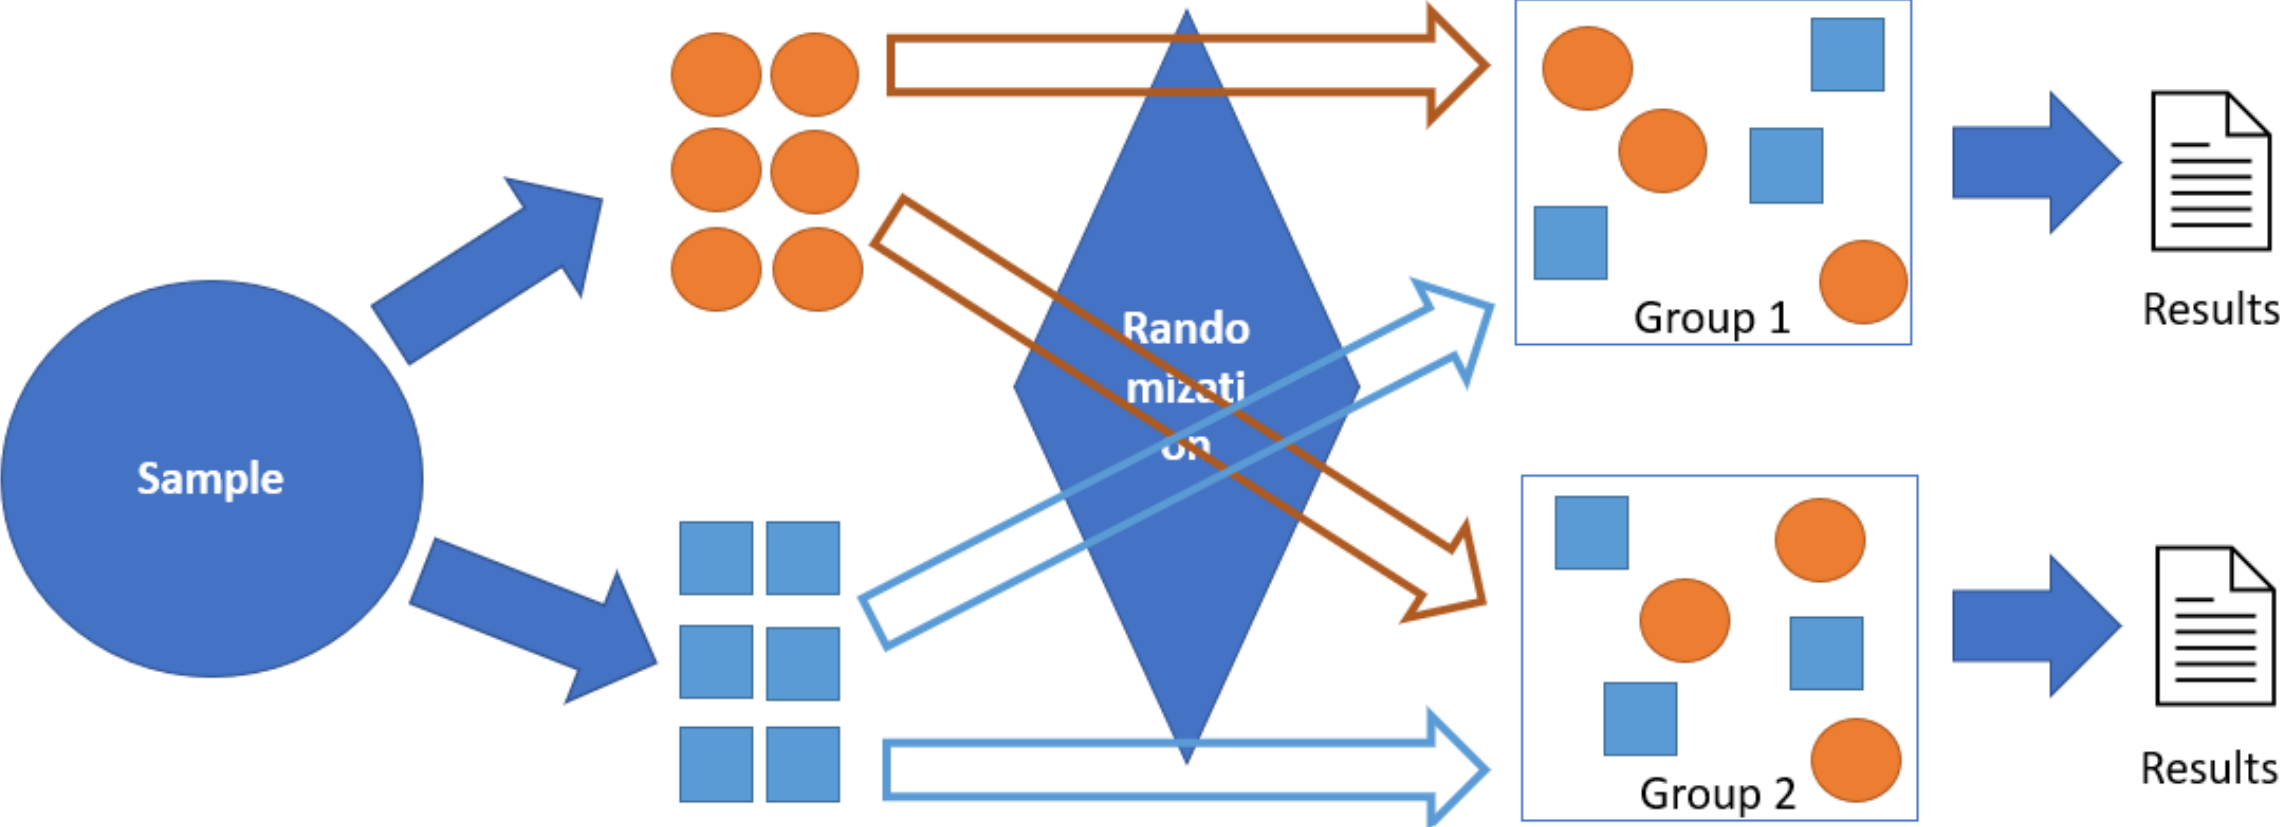 Sample
Rando
mizati
on
Group 1
Results
Group 2
Results